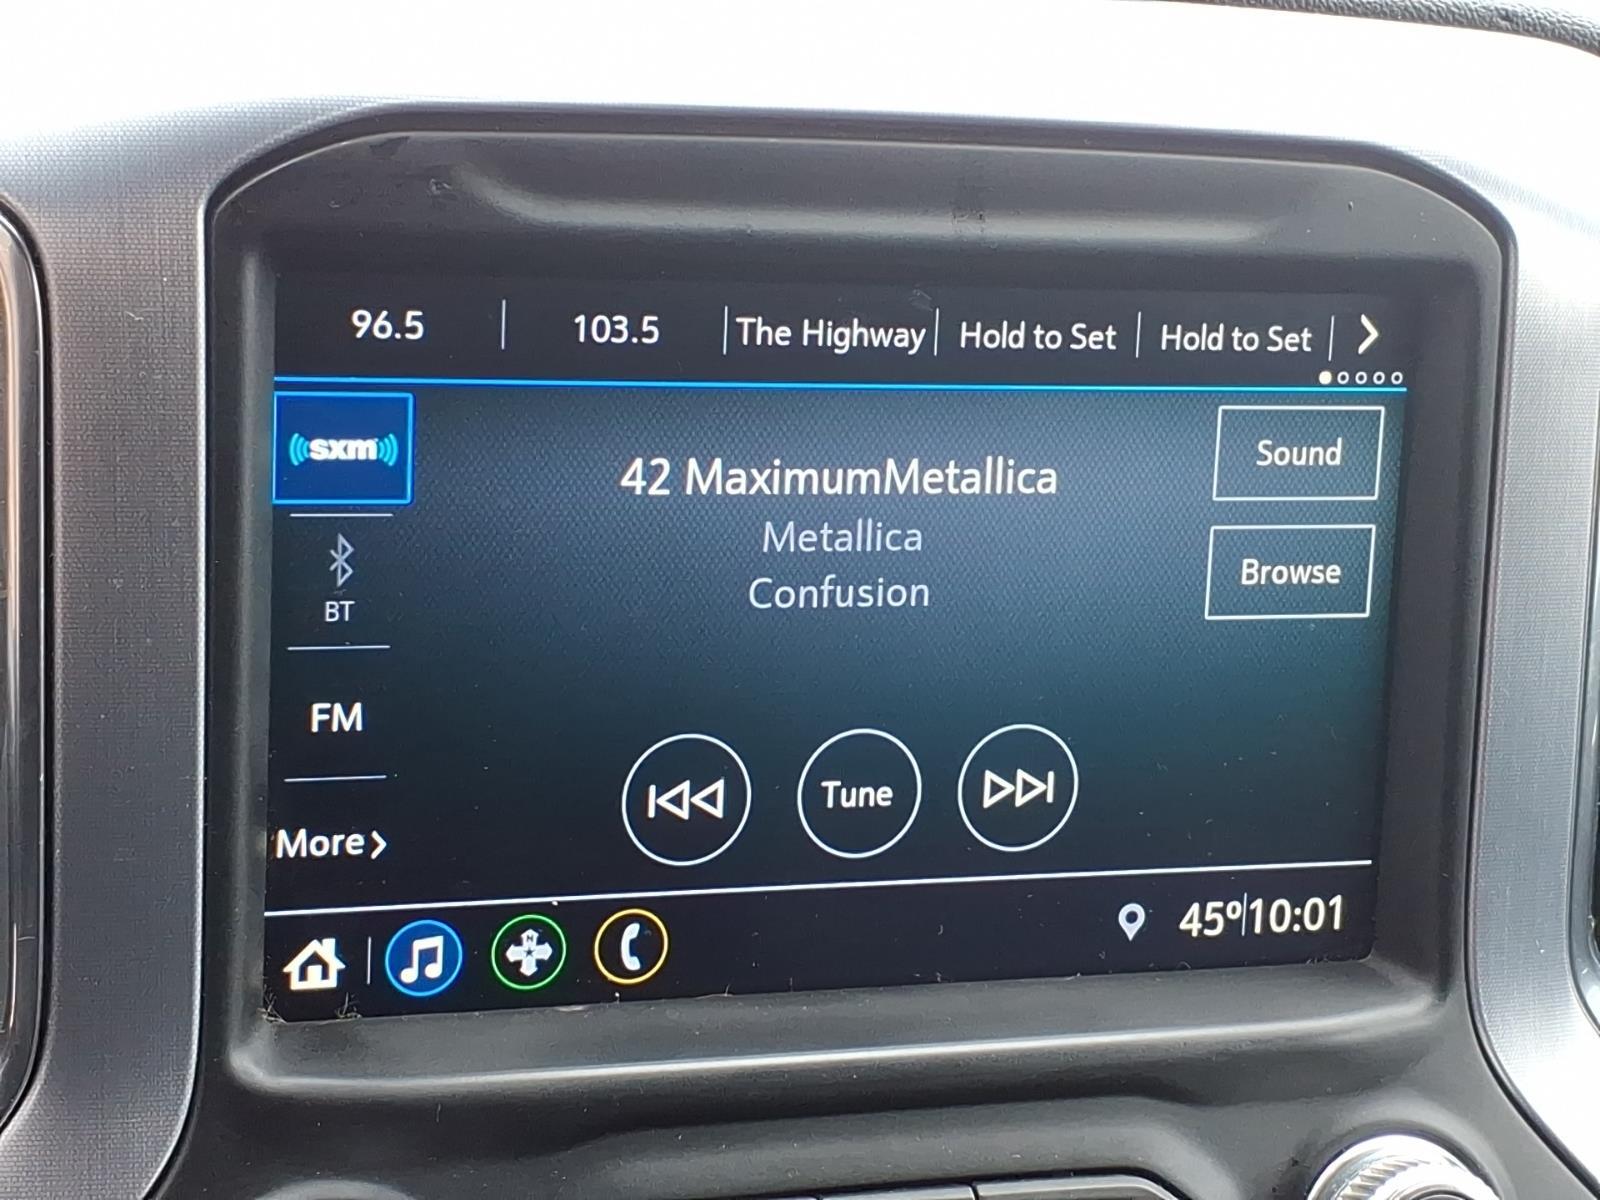 96.5 | 103.5 | The Highway | Hold to Set | Hold to Set |
sxm
42 MaximumMetallica
Metallica
Confusion
Sound
Browse
BT
FM
More
Tune
N
45º|10:01